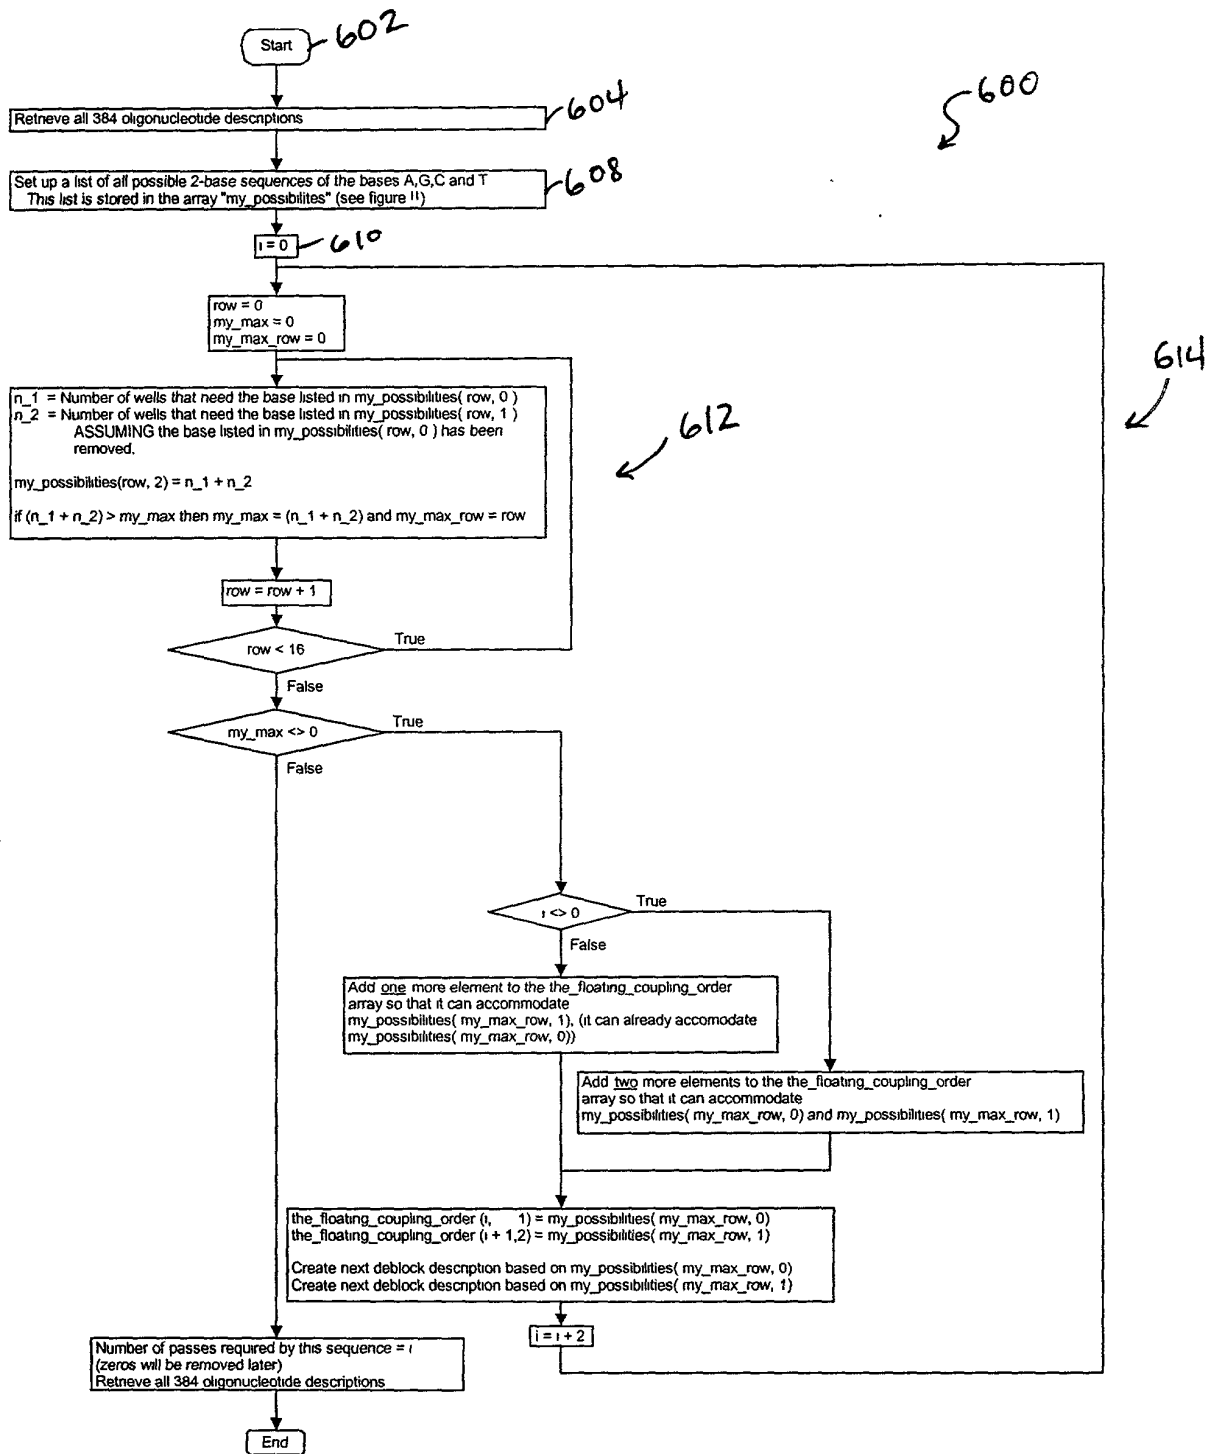 Start
602
Retrieve all 384 oligonucleotide descriptions
604
600
Set up a list of all possible 2-base sequences of the bases A,G,C and T
This list is stored in the array "my_possibilites" (see figure 11)
608
i = 0
610
row = 0
my_max = 0
my_max_row = 0
614
n_1 = Number of wells that need the base listed in my_possibilities( row, 0 )
n_2 = Number of wells that need the base listed in my_possibilities( row, 1 )
ASSUMING the base listed in my_possibilities( row, 0 ) has been
removed.
my_possibilities(row, 2) = n_1 + n_2
if (n_1 + n_2) > my_max then my_max = (n_1 + n_2) and my_max_row = row
612
row = row + 1
row < 16
True
False
my_max <> 0
True
False
i <> 0
True
False
Add one more element to the the_floating_coupling_order
array so that it can accommodate
my_possibilities( my_max_row, 1), (it can already accomodate
my_possibilities( my_max_row, 0))
Add two more elements to the the_floating_coupling_order
array so that it can accommodate
my_possibilities( my_max_row, 0) and my_possibilities( my_max_row, 1)
the_floating_coupling_order (i, 1) = my_possibilities( my_max_row, 0)
the_floating_coupling_order (i + 1,2) = my_possibilities( my_max_row, 1)
Create next deblock description based on my_possibilities( my_max_row, 0)
Create next deblock description based on my_possibilities( my_max_row, 1)
i = i + 2
Number of passes required by this sequence = i
(zeros will be removed later)
Retrieve all 384 oligonucleotide descriptions
End